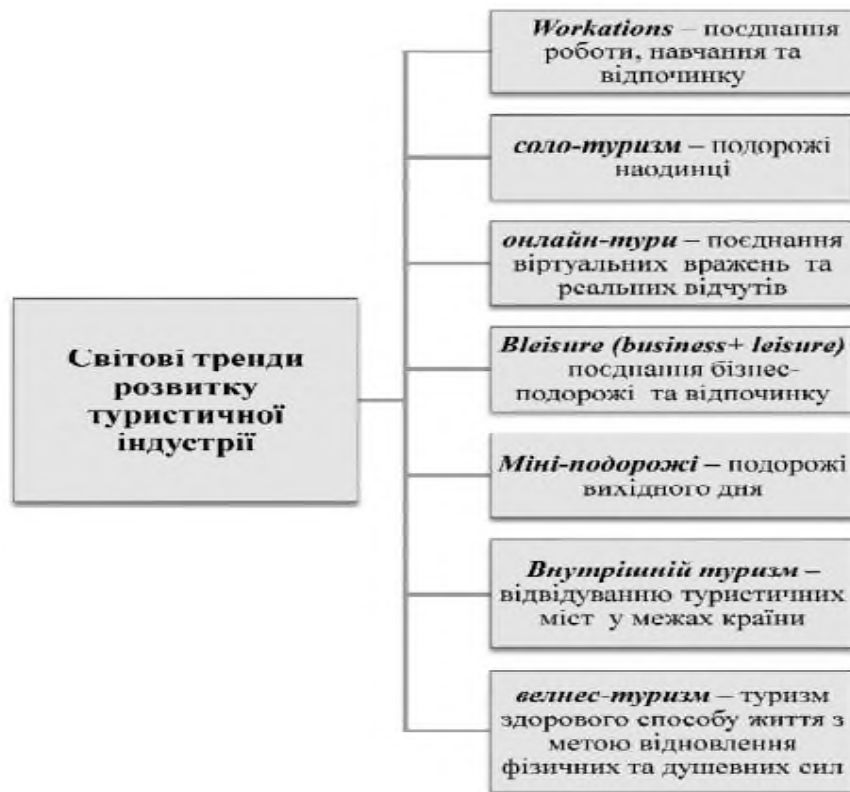 Світові тренди
розвитку
туристичної
індустрії
Workations – поєднання
роботи, навчання та
відпочинку
соло-туризм – подорожі
наодинці
онлайн-тури – поєднання
віртуальних вражень та
реальних відчутів
Bleisure (business+ leisure)
поєднання бізнес-
подорожі та відпочинку
Міні-подорожі – подорожі
вихідного дня
Внутрішній туризм –
відвідуванню туристичних
міст у межах країни
велнес-туризм – туризм
здорового способу життя з
метою відновлення
фізичних та душевних сил